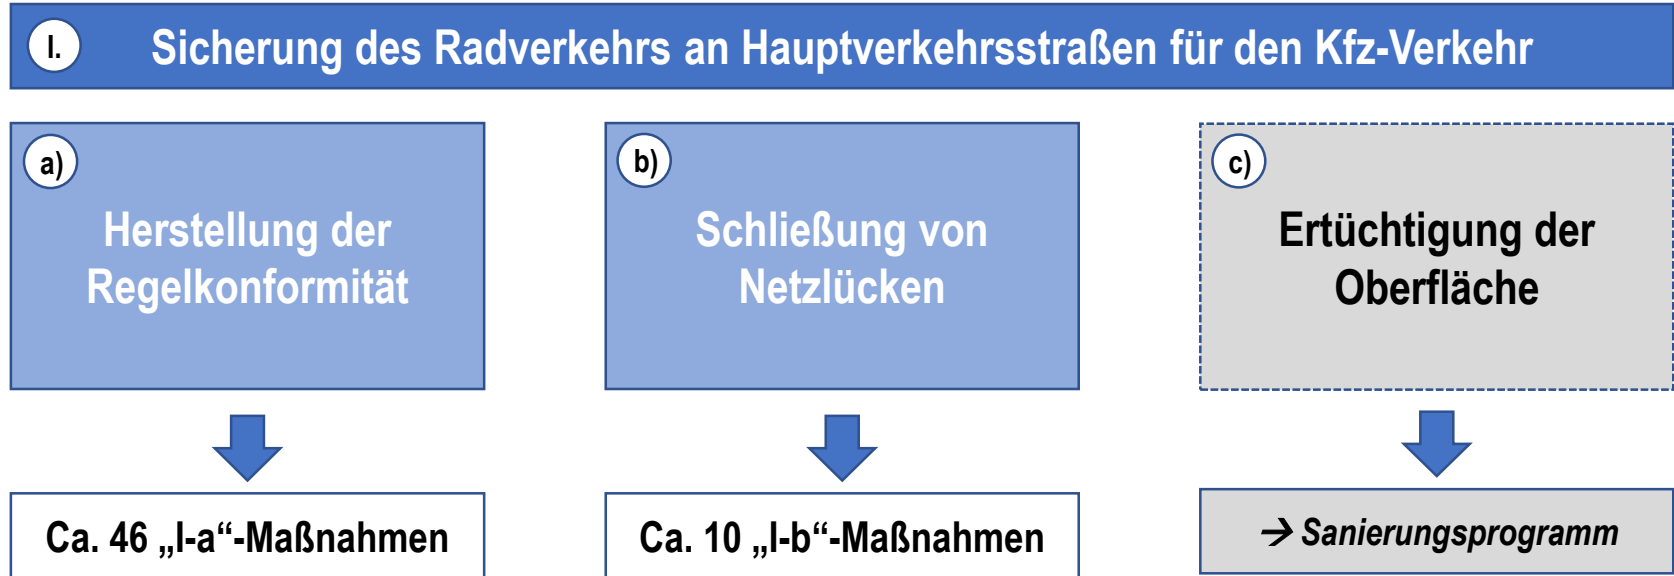 I. Sicherung des Radverkehrs an Hauptverkehrsstraßen für den Kfz-Verkehr
a)
Herstellung der
Regelkonformität
Ca. 46 „I-a“-Maßnahmen
b)
Schließung von
Netzlücken
Ca. 10 „I-b“-Maßnahmen
c)
Ertüchtigung der
Oberfläche
→ Sanierungsprogramm